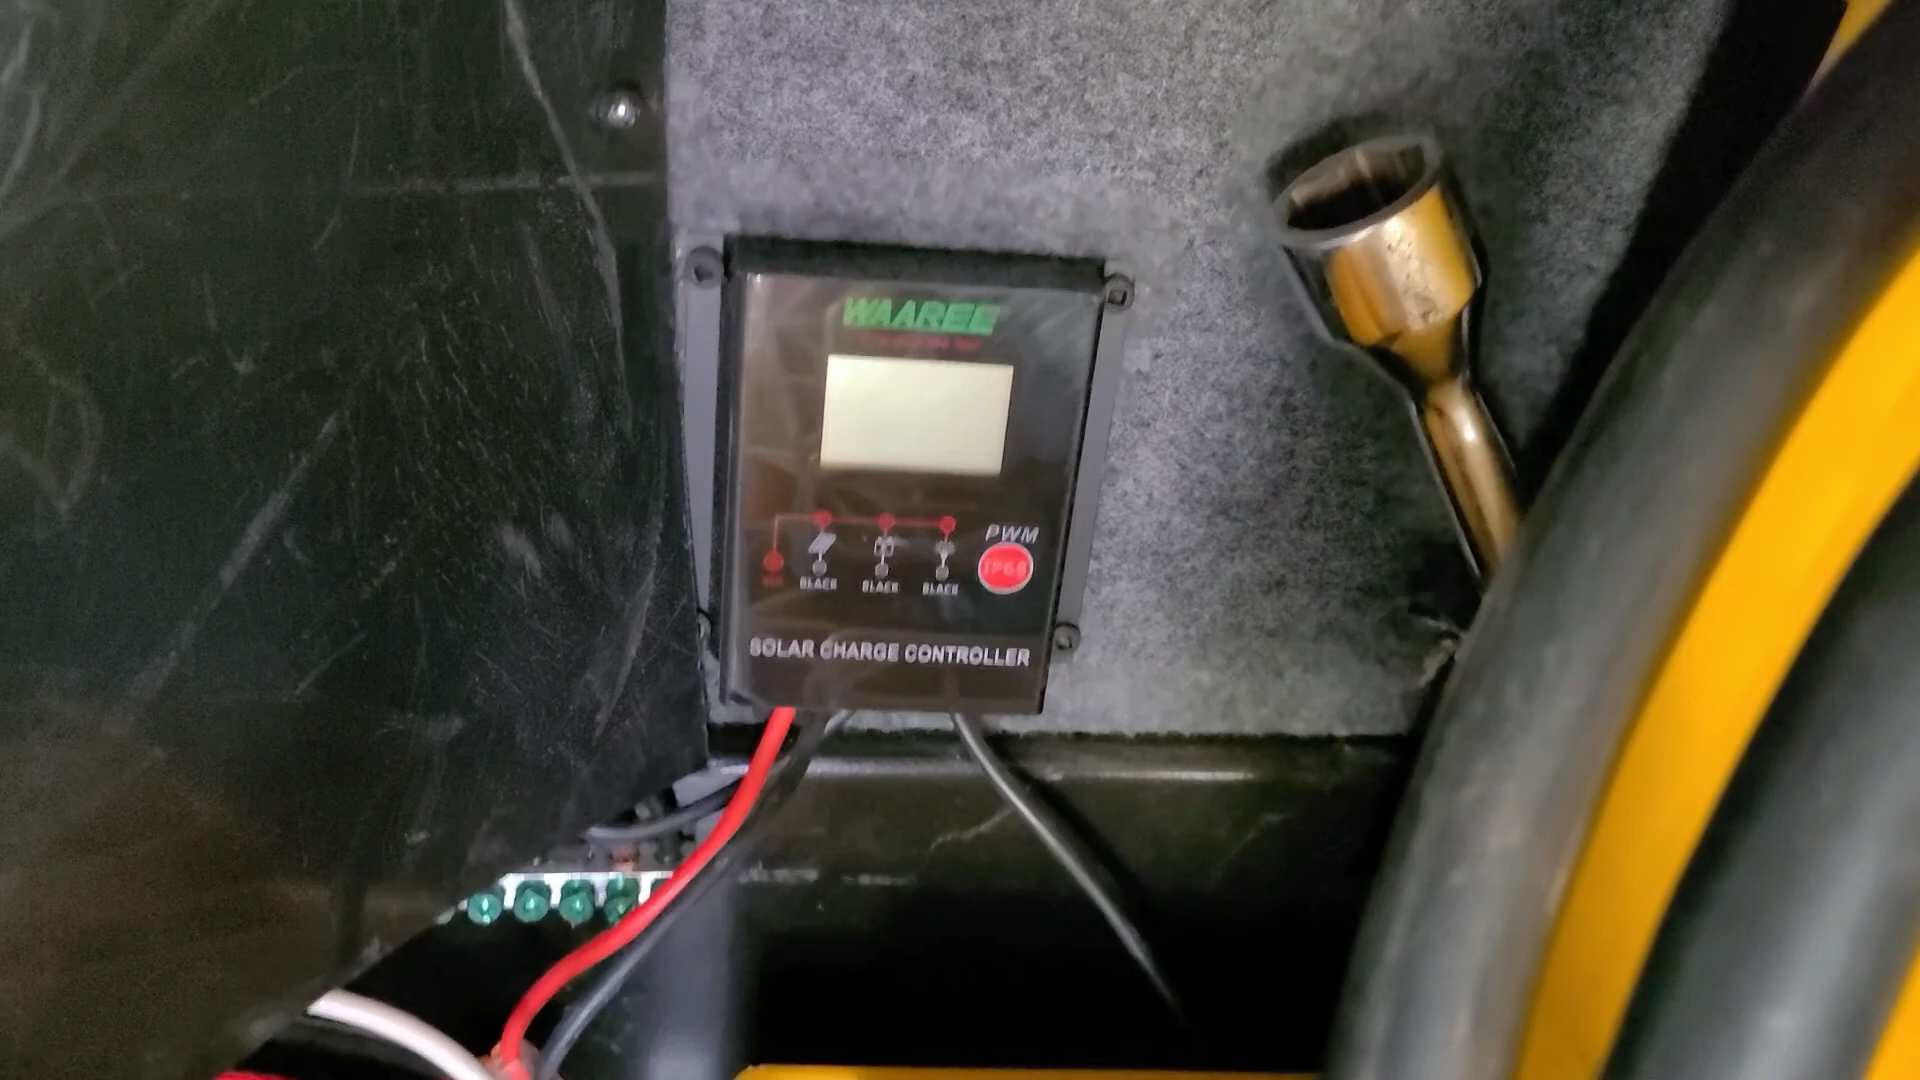 WAAREE
PWM
IP68
BLACK BLACK BLACK
SOLAR CHARGE CONTROLLER